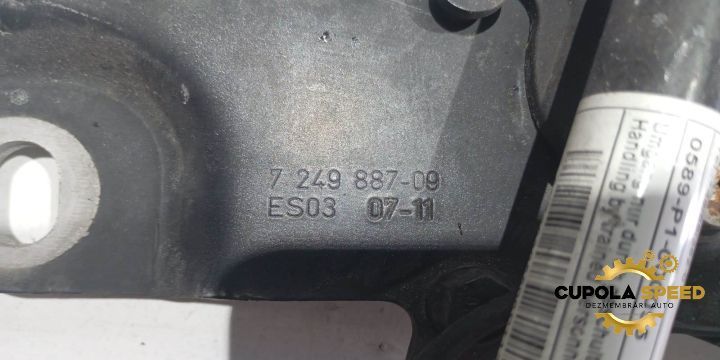 7 249 887-09
ES03 07-11
0589-P1-
Handling by
CUPOLA SPEED
DEZMEMBRĂRI AUTO